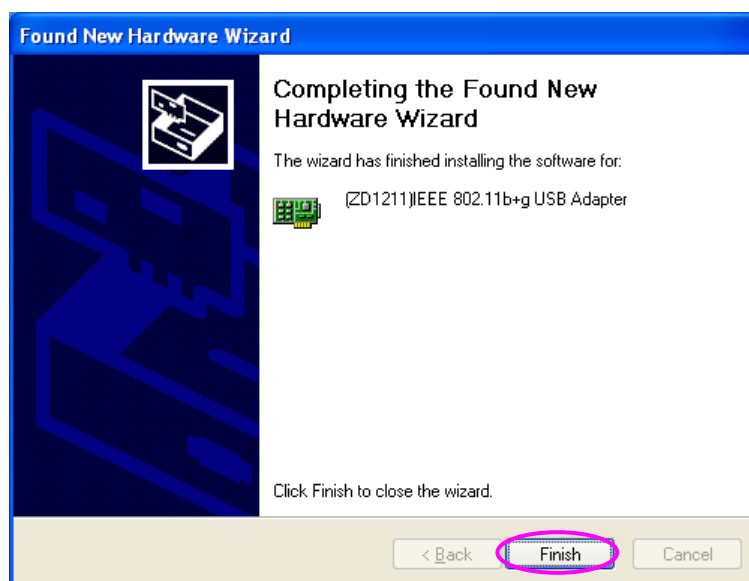 Found New Hardware Wizard
Completing the Found New
Hardware Wizard
The wizard has finished installing the software for:
(ZD1211)IEEE 802.11b+g USB Adapter
Click Finish to close the wizard.
< Back
Finish
Cancel